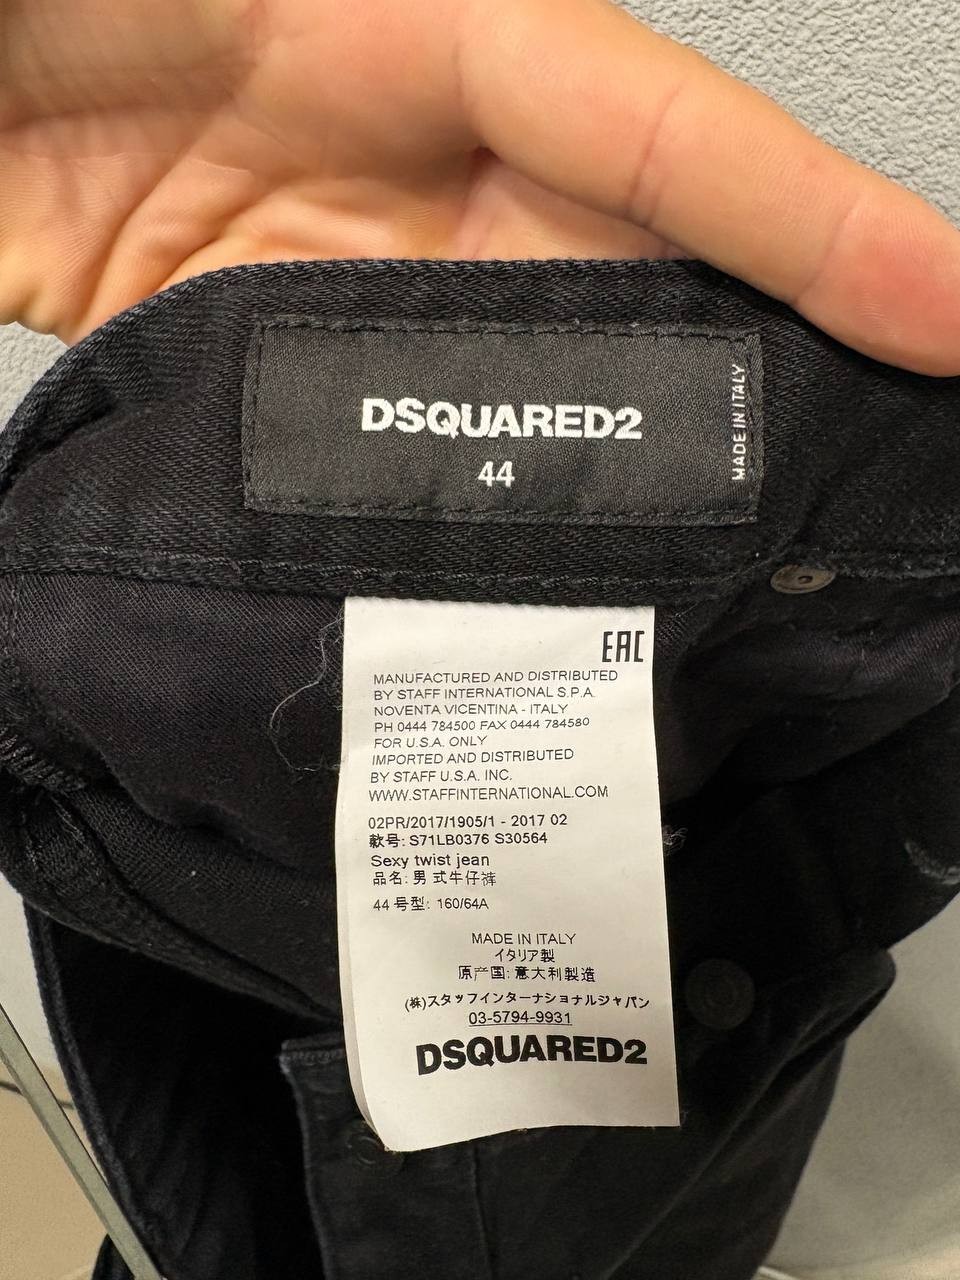 DSQUARED2
44
MADE IN ITALY
EAC
MANUFACTURED AND DISTRIBUTED
BY STAFF INTERNATIONAL S.P.A.
NOVENTA VICENTINA - ITALY
PH 0444 784500 FAX 0444 784580
FOR U.S.A. ONLY
IMPORTED AND DISTRIBUTED
BY STAFF U.S.A. INC.
WWW.STAFFINTERNATIONAL.COM
02PR/2017/1905/1 - 2017 02
款号: S71LB0376 S30564
Sexy twist jean
品名: 男 式牛仔裤
44 号型: 160/64A
MADE IN ITALY
イタリア製
原产国: 意大利製造
(株)スタッフインターナショナルジャパン
03-5794-9931
DSQUARED2